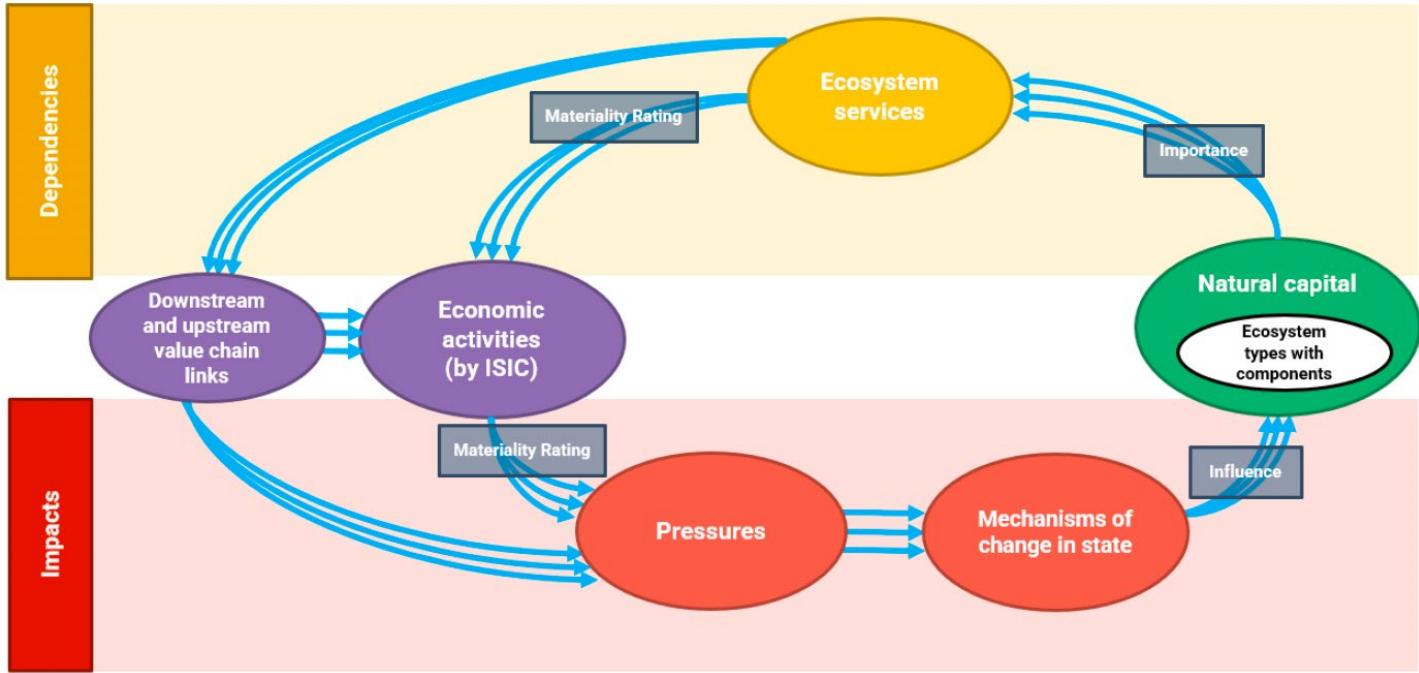 Dependencies
Ecosystem
services
Materiality Rating
Importance
Natural capital
Ecosystem
types with
components
Downstream
and upstream
value chain
links
Economic
activities
(by ISIC)
Impacts
Materiality Rating
Influence
Pressures
Mechanisms of
change in state